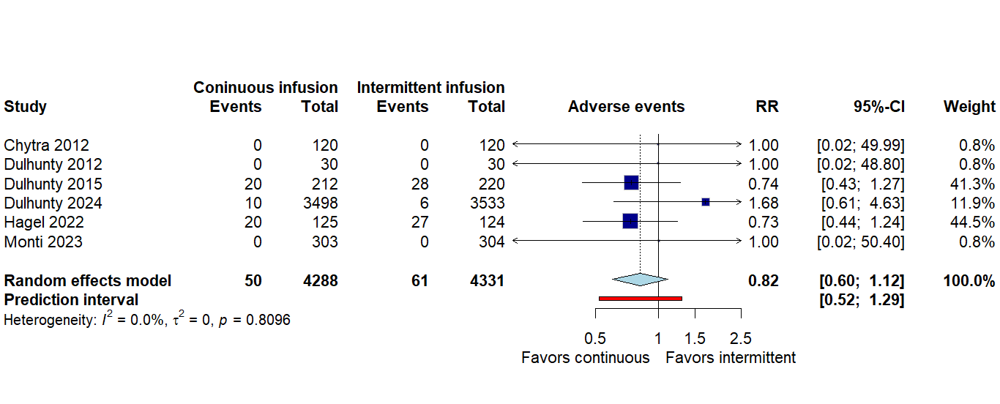 Coninuous infusion Intermittent infusion
Study Events Total Events Total Adverse events RR 95%-CI Weight
Chytra 2012 0 120 0 120 1.00 [0.02; 49.99] 0.8%
Dulhunty 2012 0 30 0 30 1.00 [0.02; 48.80] 0.8%
Dulhunty 2015 20 212 28 220 0.74 [0.43; 1.27] 41.3%
Dulhunty 2024 10 3498 6 3533 1.68 [0.61; 4.63] 11.9%
Hagel 2022 20 125 27 124 0.73 [0.44; 1.24] 44.5%
Monti 2023 0 303 0 304 1.00 [0.02; 50.40] 0.8%
Random effects model 50 4288 61 4331 0.82 [0.60; 1.12] 100.0%
Prediction interval [0.52; 1.29]
Heterogeneity: I² = 0.0%, τ² = 0, p = 0.8096
0.5 1 1.5 2.5
Favors continuous Favors intermittent